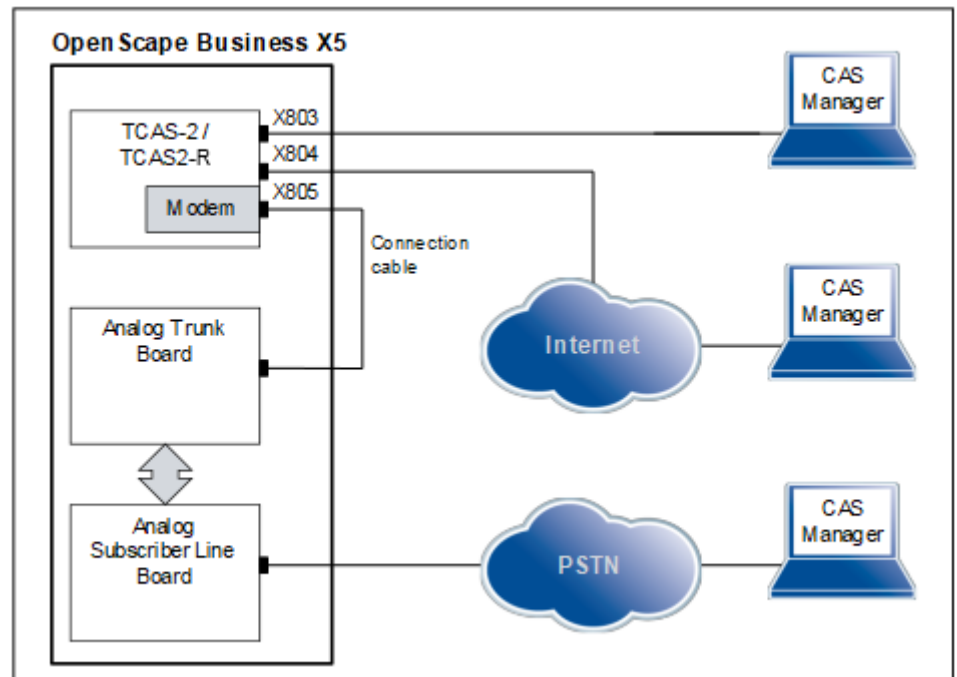 OpenScape Business X5
TCAS-2 /
TCAS2-R
Modem
X803
X804
X805
Connection
cable
Analog Trunk
Board
Analog
Subscriber Line
Board
Internet
PSTN
CAS
Manager
CAS
Manager
CAS
Manager